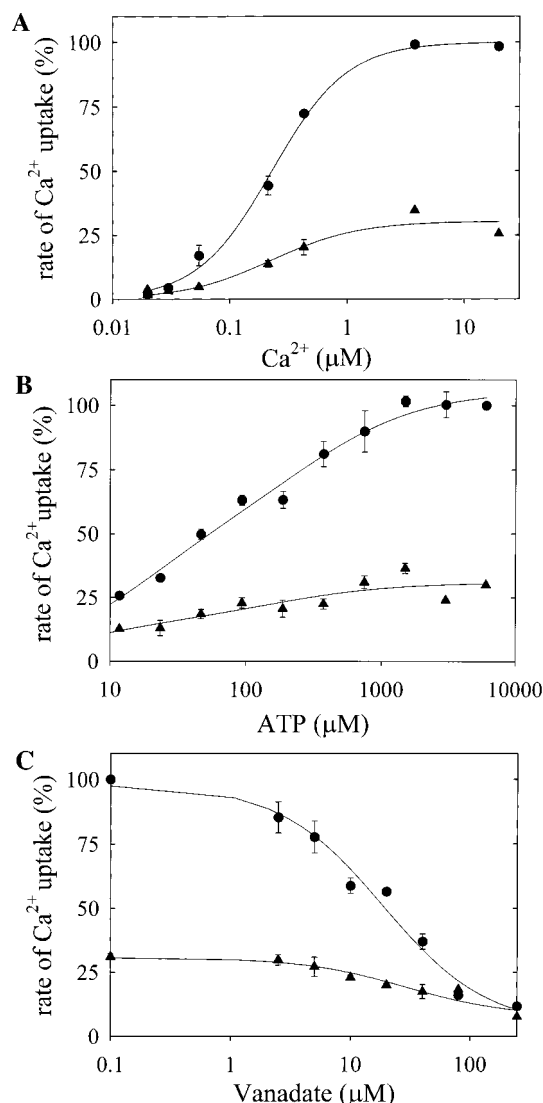 A
rate of Ca²⁺ uptake (%)
100
75
50
25
0
0.01 0.1 1 10
Ca²⁺ (μM)
B
rate of Ca²⁺ uptake (%)
100
75
50
25
0
10 100 1000 10000
ATP (μM)
C
rate of Ca²⁺ uptake (%)
100
75
50
25
0
0.1 1 10 100
Vanadate (μM)